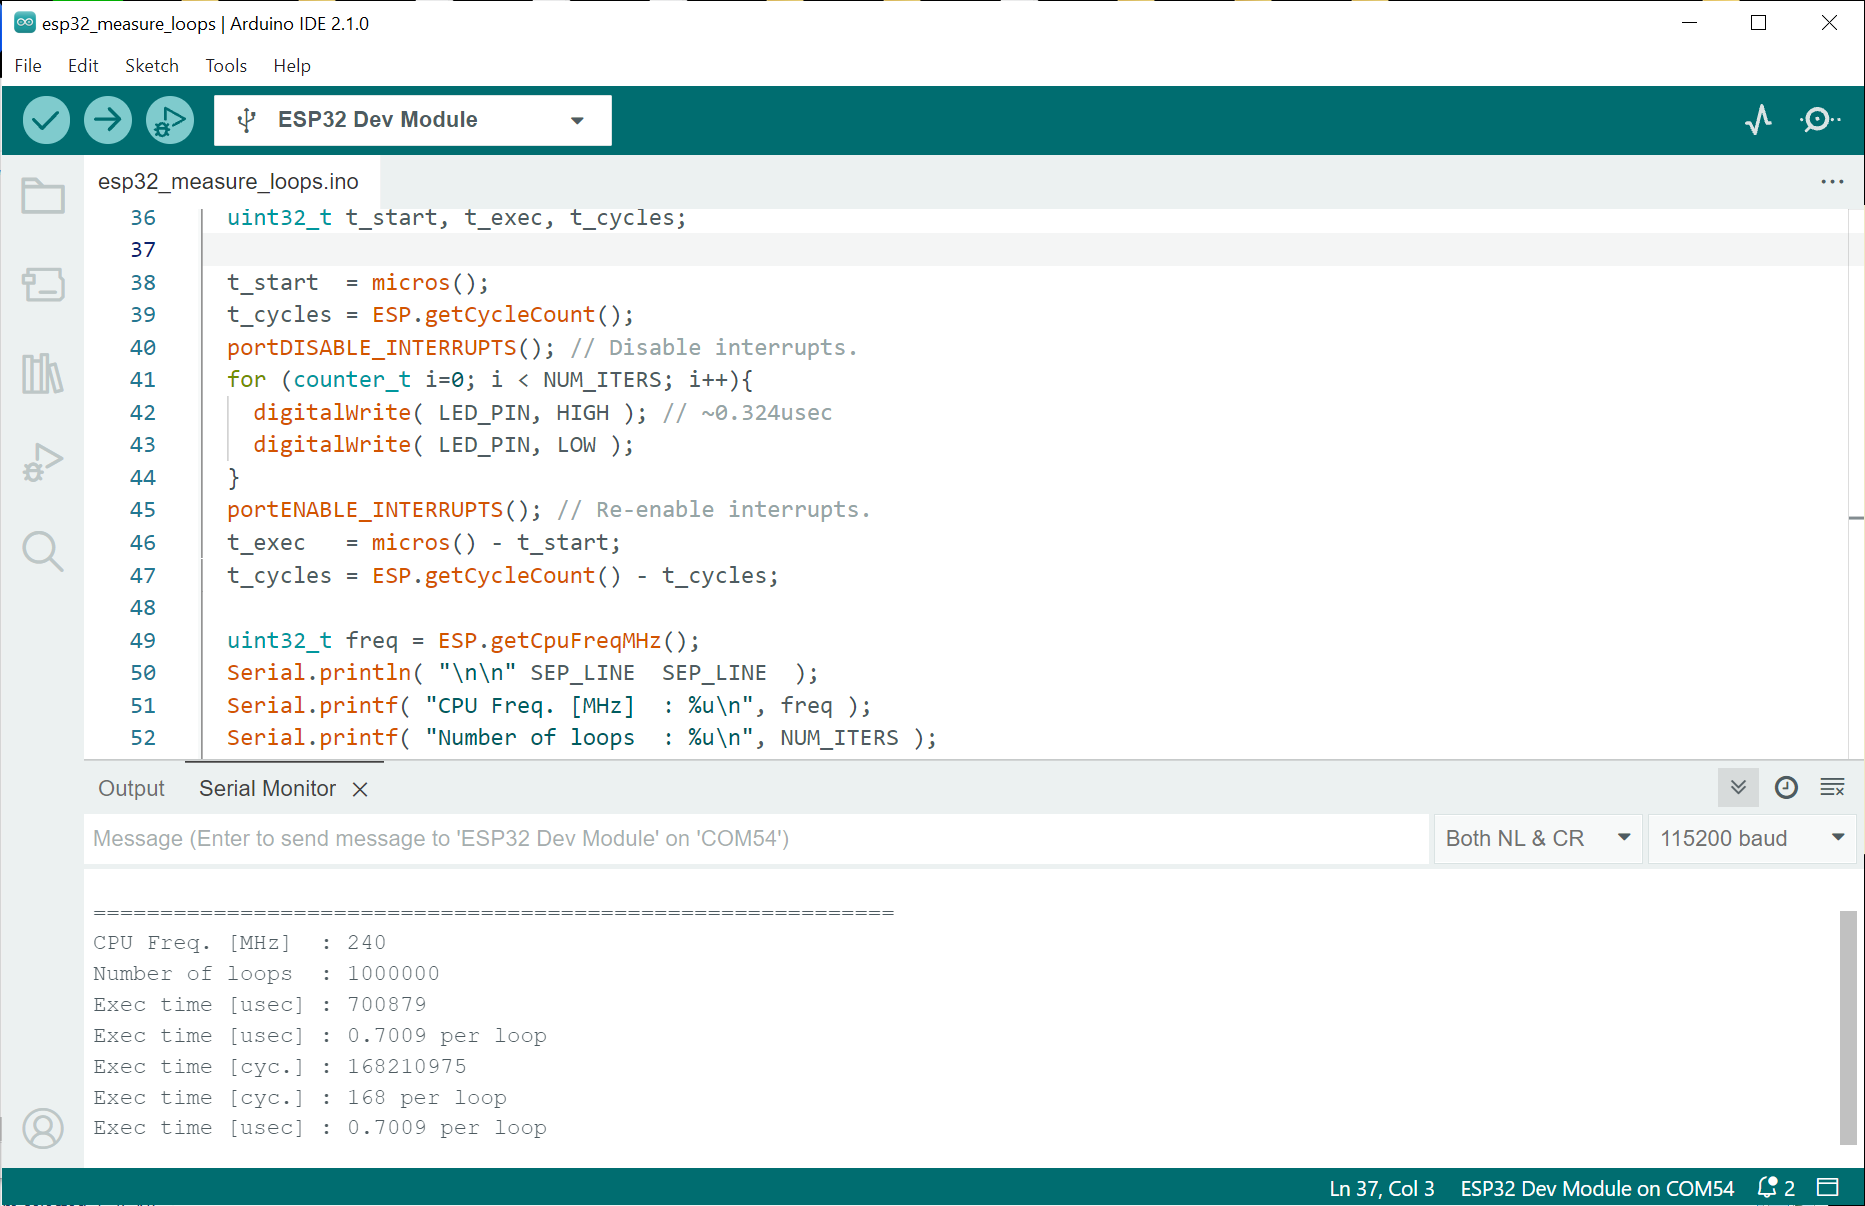 esp32_measure_loops | Arduino IDE 2.1.0
File Edit Sketch Tools Help
ESP32 Dev Module
esp32_measure_loops.ino
36 uint32_t t_start, t_exec, t_cycles;
37
38 t_start  = micros();
39 t_cycles = ESP.getCycleCount();
40 portDISABLE_INTERRUPTS(); // Disable interrupts.
41 for (counter_t i=0; i < NUM_ITERS; i++){
42   digitalWrite( LED_PIN, HIGH ); // ~0.324usec
43   digitalWrite( LED_PIN, LOW );
44 }
45 portENABLE_INTERRUPTS(); // Re-enable interrupts.
46 t_exec   = micros() - t_start;
47 t_cycles = ESP.getCycleCount() - t_cycles;
48
49 uint32_t freq = ESP.getCpuFreqMHz();
50 Serial.println( "\n\n" SEP_LINE  SEP_LINE  );
51 Serial.printf( "CPU Freq. [MHz]  : %u\n", freq );
52 Serial.printf( "Number of loops  : %u\n", NUM_ITERS );
Output Serial Monitor
Message (Enter to send message to 'ESP32 Dev Module' on 'COM54') Both NL & CR 115200 baud
============================================================
CPU Freq. [MHz]  : 240
Number of loops  : 1000000
Exec time [usec] : 700879
Exec time [usec] : 0.7009 per loop
Exec time [cyc.] : 168210975
Exec time [cyc.] : 168 per loop
Exec time [usec] : 0.7009 per loop
Ln 37, Col 3 ESP32 Dev Module on COM54 2